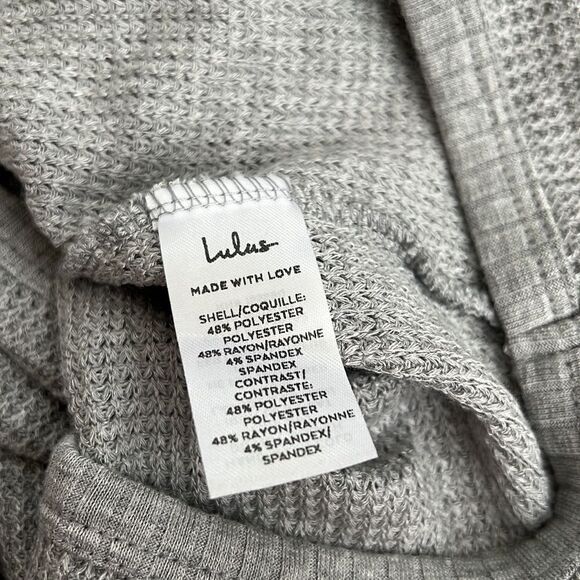 Lulus
MADE WITH LOVE
SHELL/COQUILLE:
48% POLYESTER
POLYESTER
48% RAYON/RAYONNE
4% SPANDEX
SPANDEX
CONTRAST/
CONTRASTE:
48% POLYESTER
POLYESTER
48% RAYON/RAYONNE
4% SPANDEX/
SPANDEX